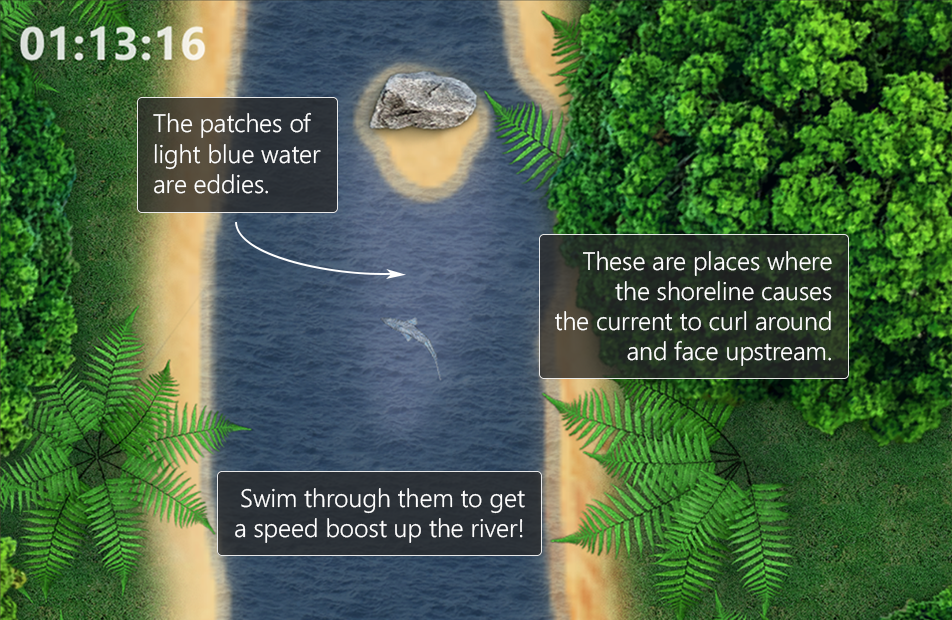 01:13:16
The patches of
light blue water
are eddies.
These are places where
the shoreline causes
the current to curl around
and face upstream.
Swim through them to get
a speed boost up the river!